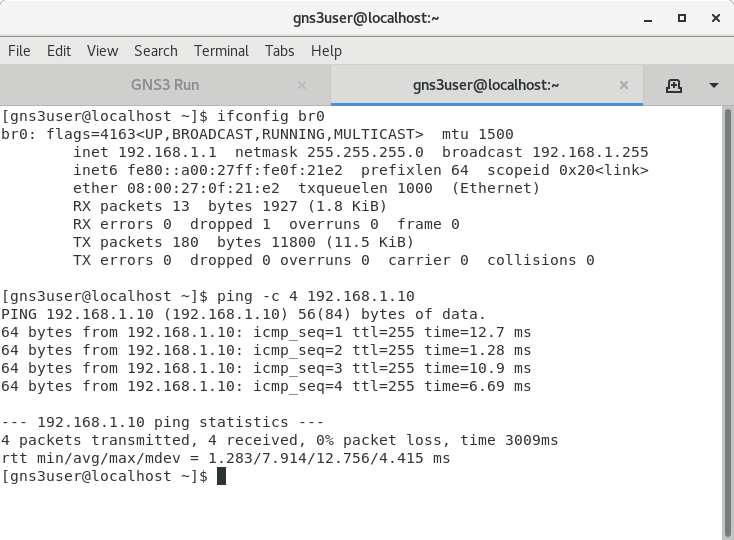 gns3user@localhost:~
File Edit View Search Terminal Tabs Help
GNS3 Run
gns3user@localhost:~
[gns3user@localhost ~]$ ifconfig br0
br0: flags=4163<UP,BROADCAST,RUNNING,MULTICAST>  mtu 1500
        inet 192.168.1.1  netmask 255.255.255.0  broadcast 192.168.1.255
        inet6 fe80::a00:27ff:fe0f:21e2  prefixlen 64  scopeid 0x20<link>
        ether 08:00:27:0f:21:e2  txqueuelen 1000  (Ethernet)
        RX packets 13  bytes 1927 (1.8 KiB)
        RX errors 0  dropped 1  overruns 0  frame 0
        TX packets 180  bytes 11800 (11.5 KiB)
        TX errors 0  dropped 0 overruns 0  carrier 0  collisions 0
[gns3user@localhost ~]$ ping -c 4 192.168.1.10
PING 192.168.1.10 (192.168.1.10) 56(84) bytes of data.
64 bytes from 192.168.1.10: icmp_seq=1 ttl=255 time=12.7 ms
64 bytes from 192.168.1.10: icmp_seq=2 ttl=255 time=1.28 ms
64 bytes from 192.168.1.10: icmp_seq=3 ttl=255 time=10.9 ms
64 bytes from 192.168.1.10: icmp_seq=4 ttl=255 time=6.69 ms
--- 192.168.1.10 ping statistics ---
4 packets transmitted, 4 received, 0% packet loss, time 3009ms
rtt min/avg/max/mdev = 1.283/7.914/12.756/4.415 ms
[gns3user@localhost ~]$